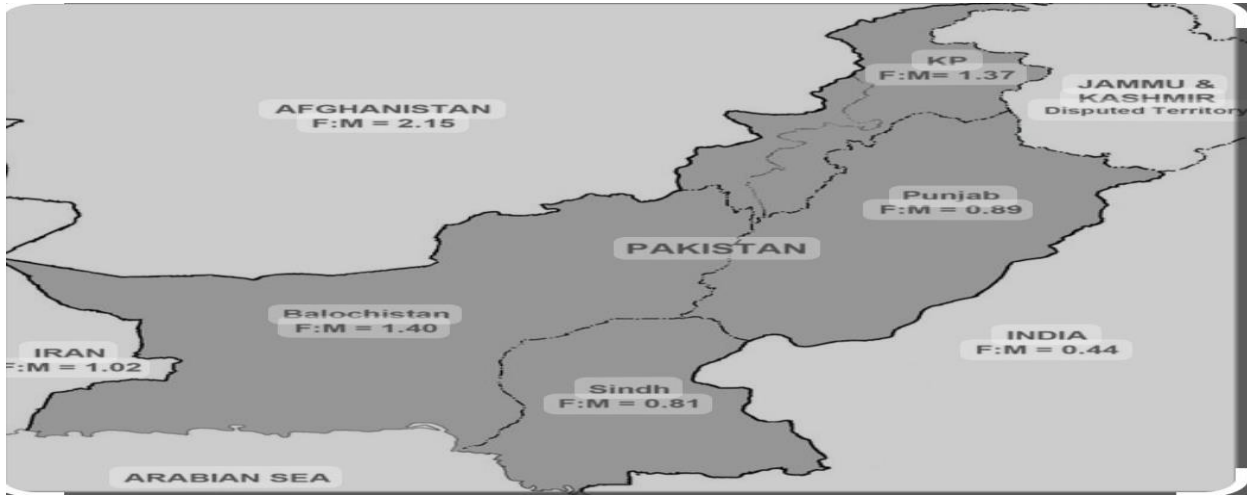 KP
F:M= 1.37
JAMMU &
KASHMIR
Disputed Territory
AFGHANISTAN
F:M = 2.15
Punjab
F:M = 0.89
PAKISTAN
Balochistan
F:M = 1.40
INDIA
F:M = 0.44
IRAN
F:M = 1.02
Sindh
F:M = 0.81
ARABIAN SEA